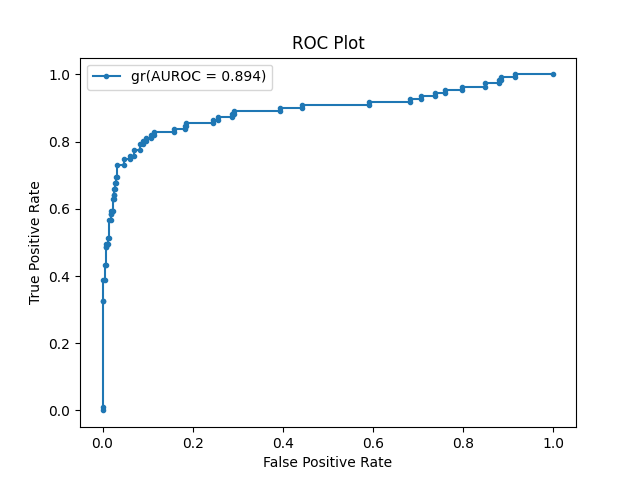 ROC Plot
gr(AUROC = 0.894)
1.0
0.8
0.6
0.4
0.2
0.0
True Positive Rate
0.0 0.2 0.4 0.6 0.8 1.0
False Positive Rate